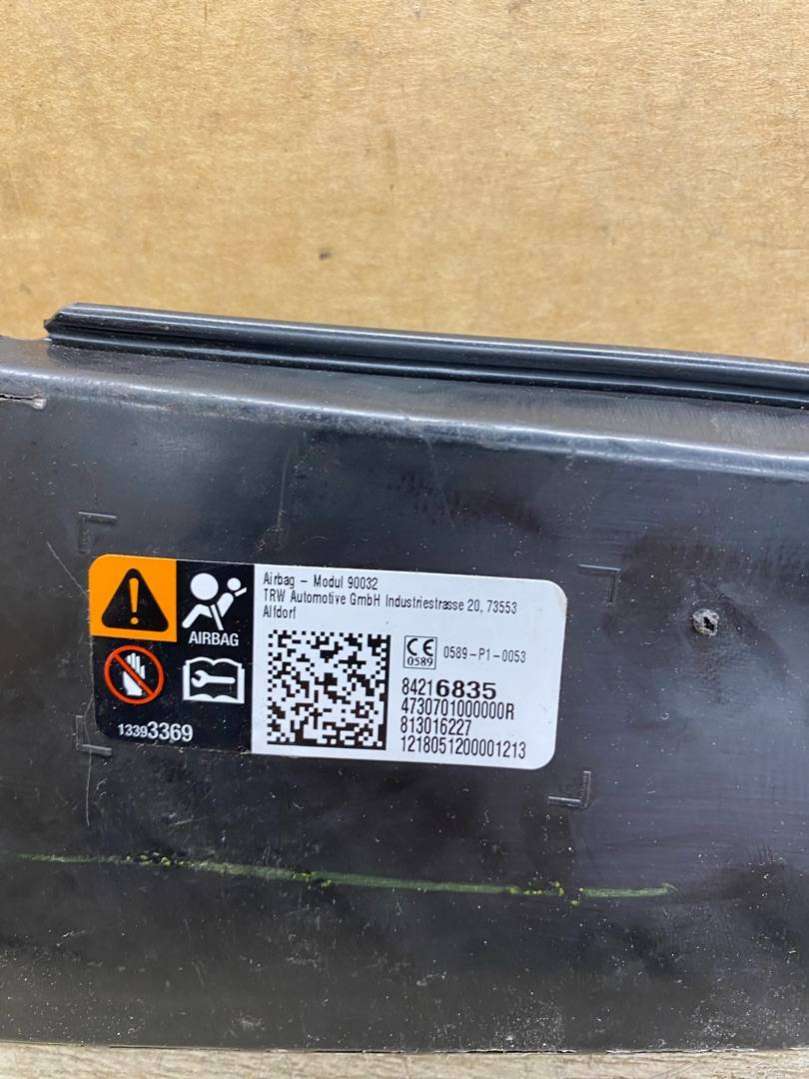 AIRBAG
13393369
Airbag - Modul 90032
TRW Automotive GmbH Industriestrasse 20, 73553
Alfdorf
CE 0589
0589-P1-0053
84216835
4730701000000R
813016227
1218051200001213